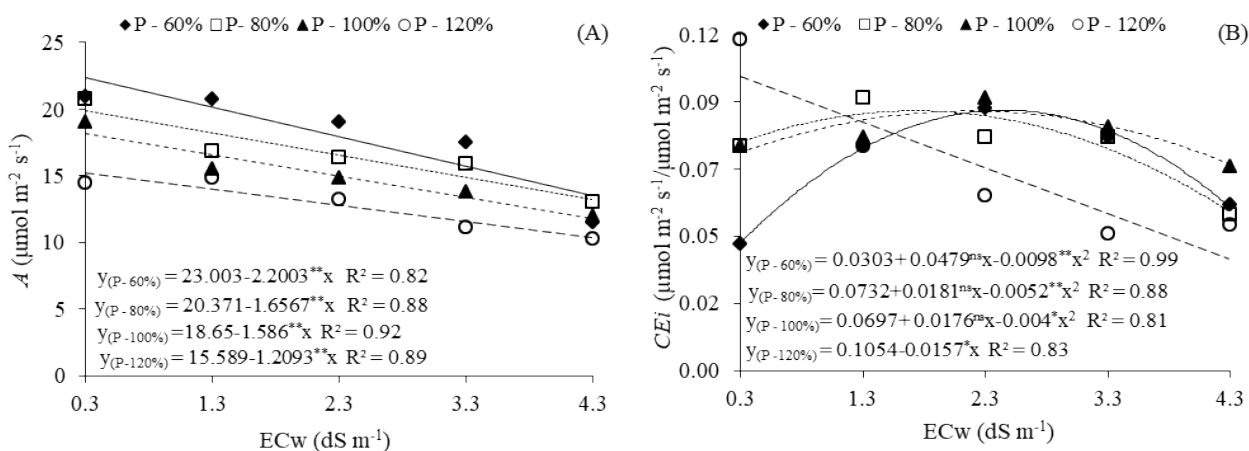 ◆ P - 60% □ P - 80% ▲ P - 100% ○ P - 120%
(A)
25
20
15
10
5
0
A (µmol m⁻² s⁻¹)
y(P - 60%) = 23.003-2.2003**x R² = 0.82
y(P - 80%) = 20.371-1.6567**x R² = 0.88
y(P -100%) =18.65-1.586**x R² = 0.92
y(P-120%) = 15.589-1.2093**x R² = 0.89
0.3 1.3 2.3 3.3 4.3
ECw (dS m⁻¹)
◆ P - 60% □ P - 80% ▲ P - 100% ○ P - 120%
(B)
0.12
0.09
0.07
0.05
0.02
0.00
CEi (µmol m⁻² s⁻¹/µmol m⁻² s⁻¹)
y(P - 60%) = 0.0303+0.0479ⁿˢx-0.0098**x² R² = 0.99
y(P - 80%)=0.0732+0.0181ⁿˢx-0.0052**x² R² = 0.88
y(P -100%) =0.0697+0.0176ⁿˢx-0.004*x² R² = 0.81
y(P -120%) = 0.1054-0.0157*x R² = 0.83
0.3 1.3 2.3 3.3 4.3
ECw (dS m⁻¹)